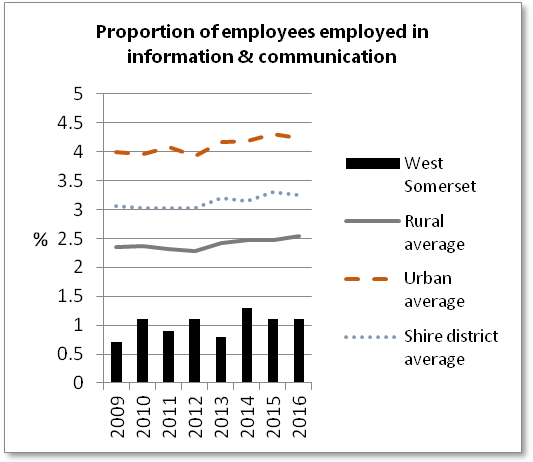 Proportion of employees employed in
information & communication
5
4.5
4
3.5
3
2.5
2
1.5
1
0.5
0
%
2009
2010
2011
2012
2013
2014
2015
2016
West
Somerset
Rural
average
Urban
average
Shire district
average